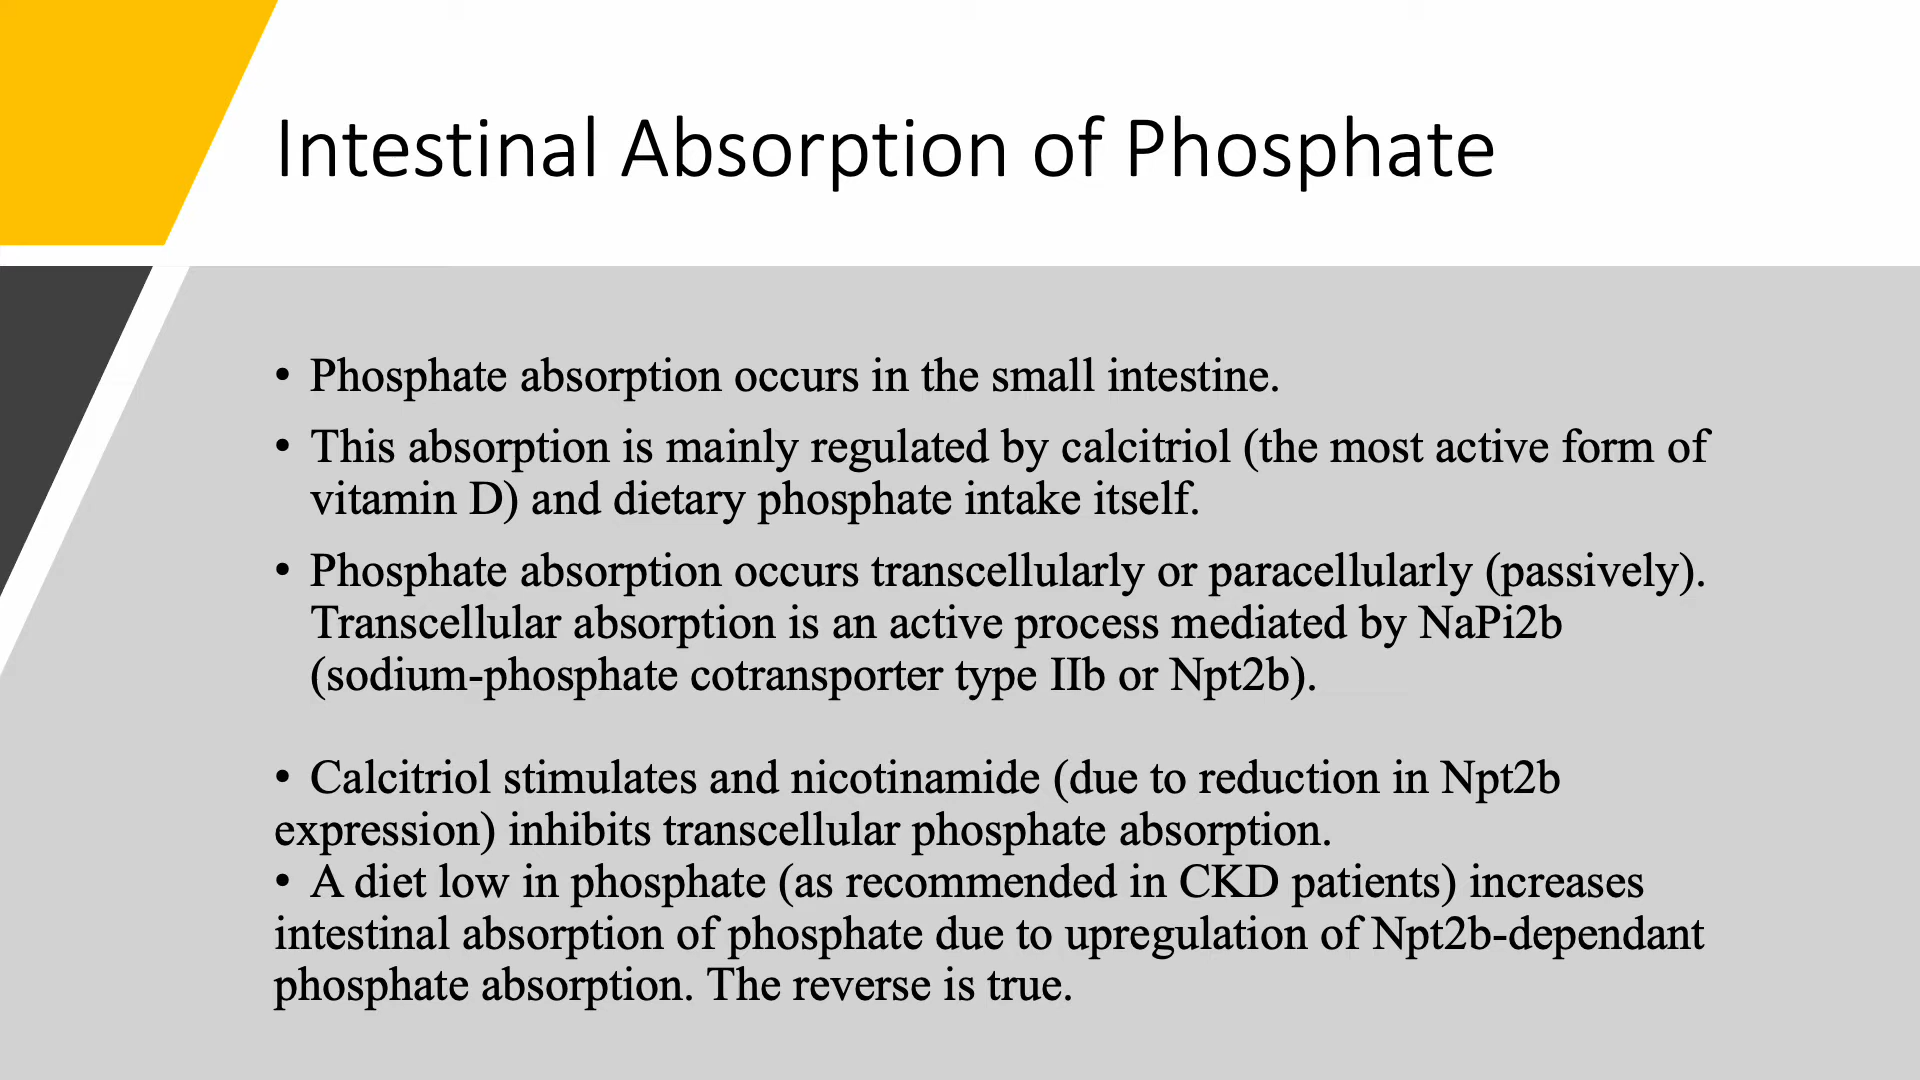 Intestinal Absorption of Phosphate
• Phosphate absorption occurs in the small intestine.
• This absorption is mainly regulated by calcitriol (the most active form of
vitamin D) and dietary phosphate intake itself.
• Phosphate absorption occurs transcellularly or paracellularly (passively).
Transcellular absorption is an active process mediated by NaPi2b
(sodium-phosphate cotransporter type IIb or Npt2b).
• Calcitriol stimulates and nicotinamide (due to reduction in Npt2b
expression) inhibits transcellular phosphate absorption.
• A diet low in phosphate (as recommended in CKD patients) increases
intestinal absorption of phosphate due to upregulation of Npt2b-dependant
phosphate absorption. The reverse is true.